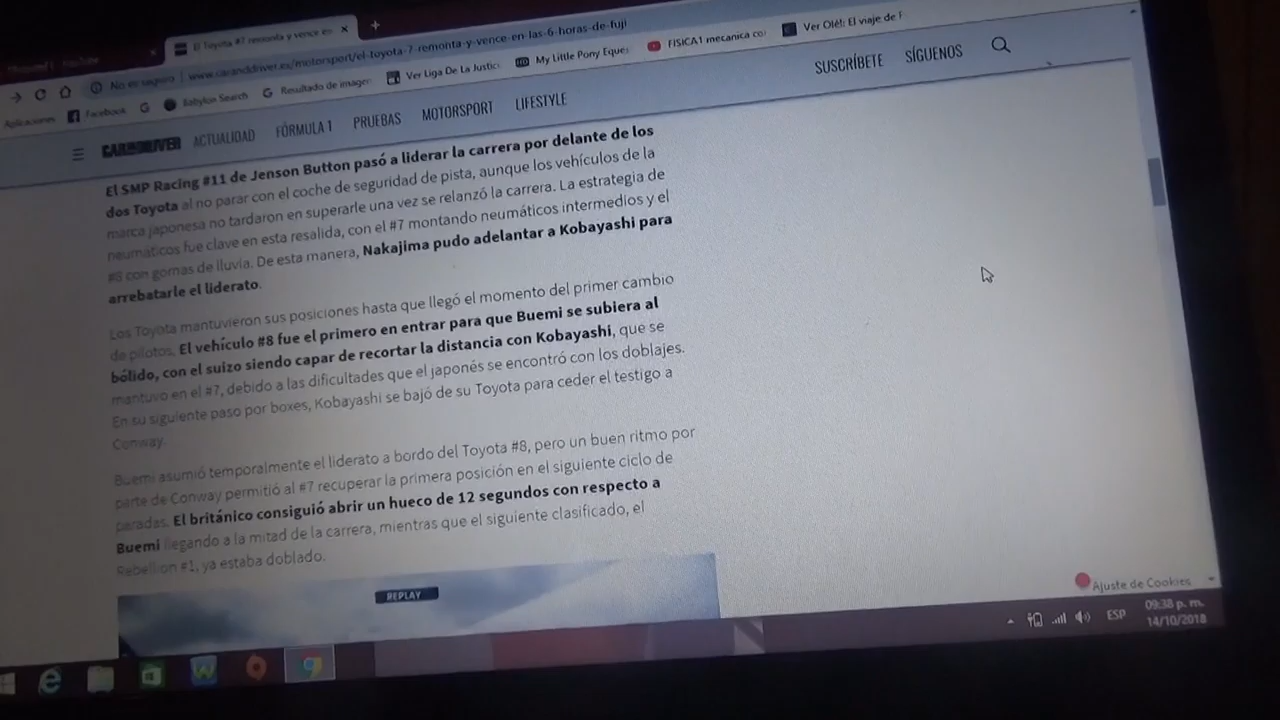 El Toyota #7 remonta y vence en
No es seguro | www.caranddriver.es/motorsport/el-toyota-7-remonta-y-vence-en-las-6-horas-de-fuji
Aplicaciones Facebook Babylon Search Resultado de imagen Ver Liga De La Justic My Little Pony Eques FISICA1 mecanica co Ver Olé!: El viaje de F
CAR AND DRIVER ACTUALIDAD FÓRMULA 1 PRUEBAS MOTORSPORT LIFESTYLE SUSCRÍBETE SÍGUENOS
El SMP Racing #11 de Jenson Button pasó a liderar la carrera por delante de los
dos Toyota al no parar con el coche de seguridad de pista, aunque los vehículos de la
marca japonesa no tardaron en superarle una vez se relanzó la carrera. La estrategia de
neumáticos fue clave en esta resalida, con el #7 montando neumáticos intermedios y el
#8 con gomas de lluvia. De esta manera, Nakajima pudo adelantar a Kobayashi para
arrebatarle el liderato.
Los Toyota mantuvieron sus posiciones hasta que llegó el momento del primer cambio
de pilotos. El vehículo #8 fue el primero en entrar para que Buemi se subiera al
bólido, con el suizo siendo capar de recortar la distancia con Kobayashi, que se
mantuvo en el #7, debido a las dificultades que el japonés se encontró con los doblajes.
En su siguiente paso por boxes, Kobayashi se bajó de su Toyota para ceder el testigo a
Conway.
Buemi asumió temporalmente el liderato a bordo del Toyota #8, pero un buen ritmo por
parte de Conway permitió al #7 recuperar la primera posición en el siguiente ciclo de
paradas. El británico consiguió abrir un hueco de 12 segundos con respecto a
Buemi llegando a la mitad de la carrera, mientras que el siguiente clasificado, el
Rebellion #1, ya estaba doblado.
REPLAY
Ajuste de Cookies
ESP 09:38 p. m.
14/10/2018